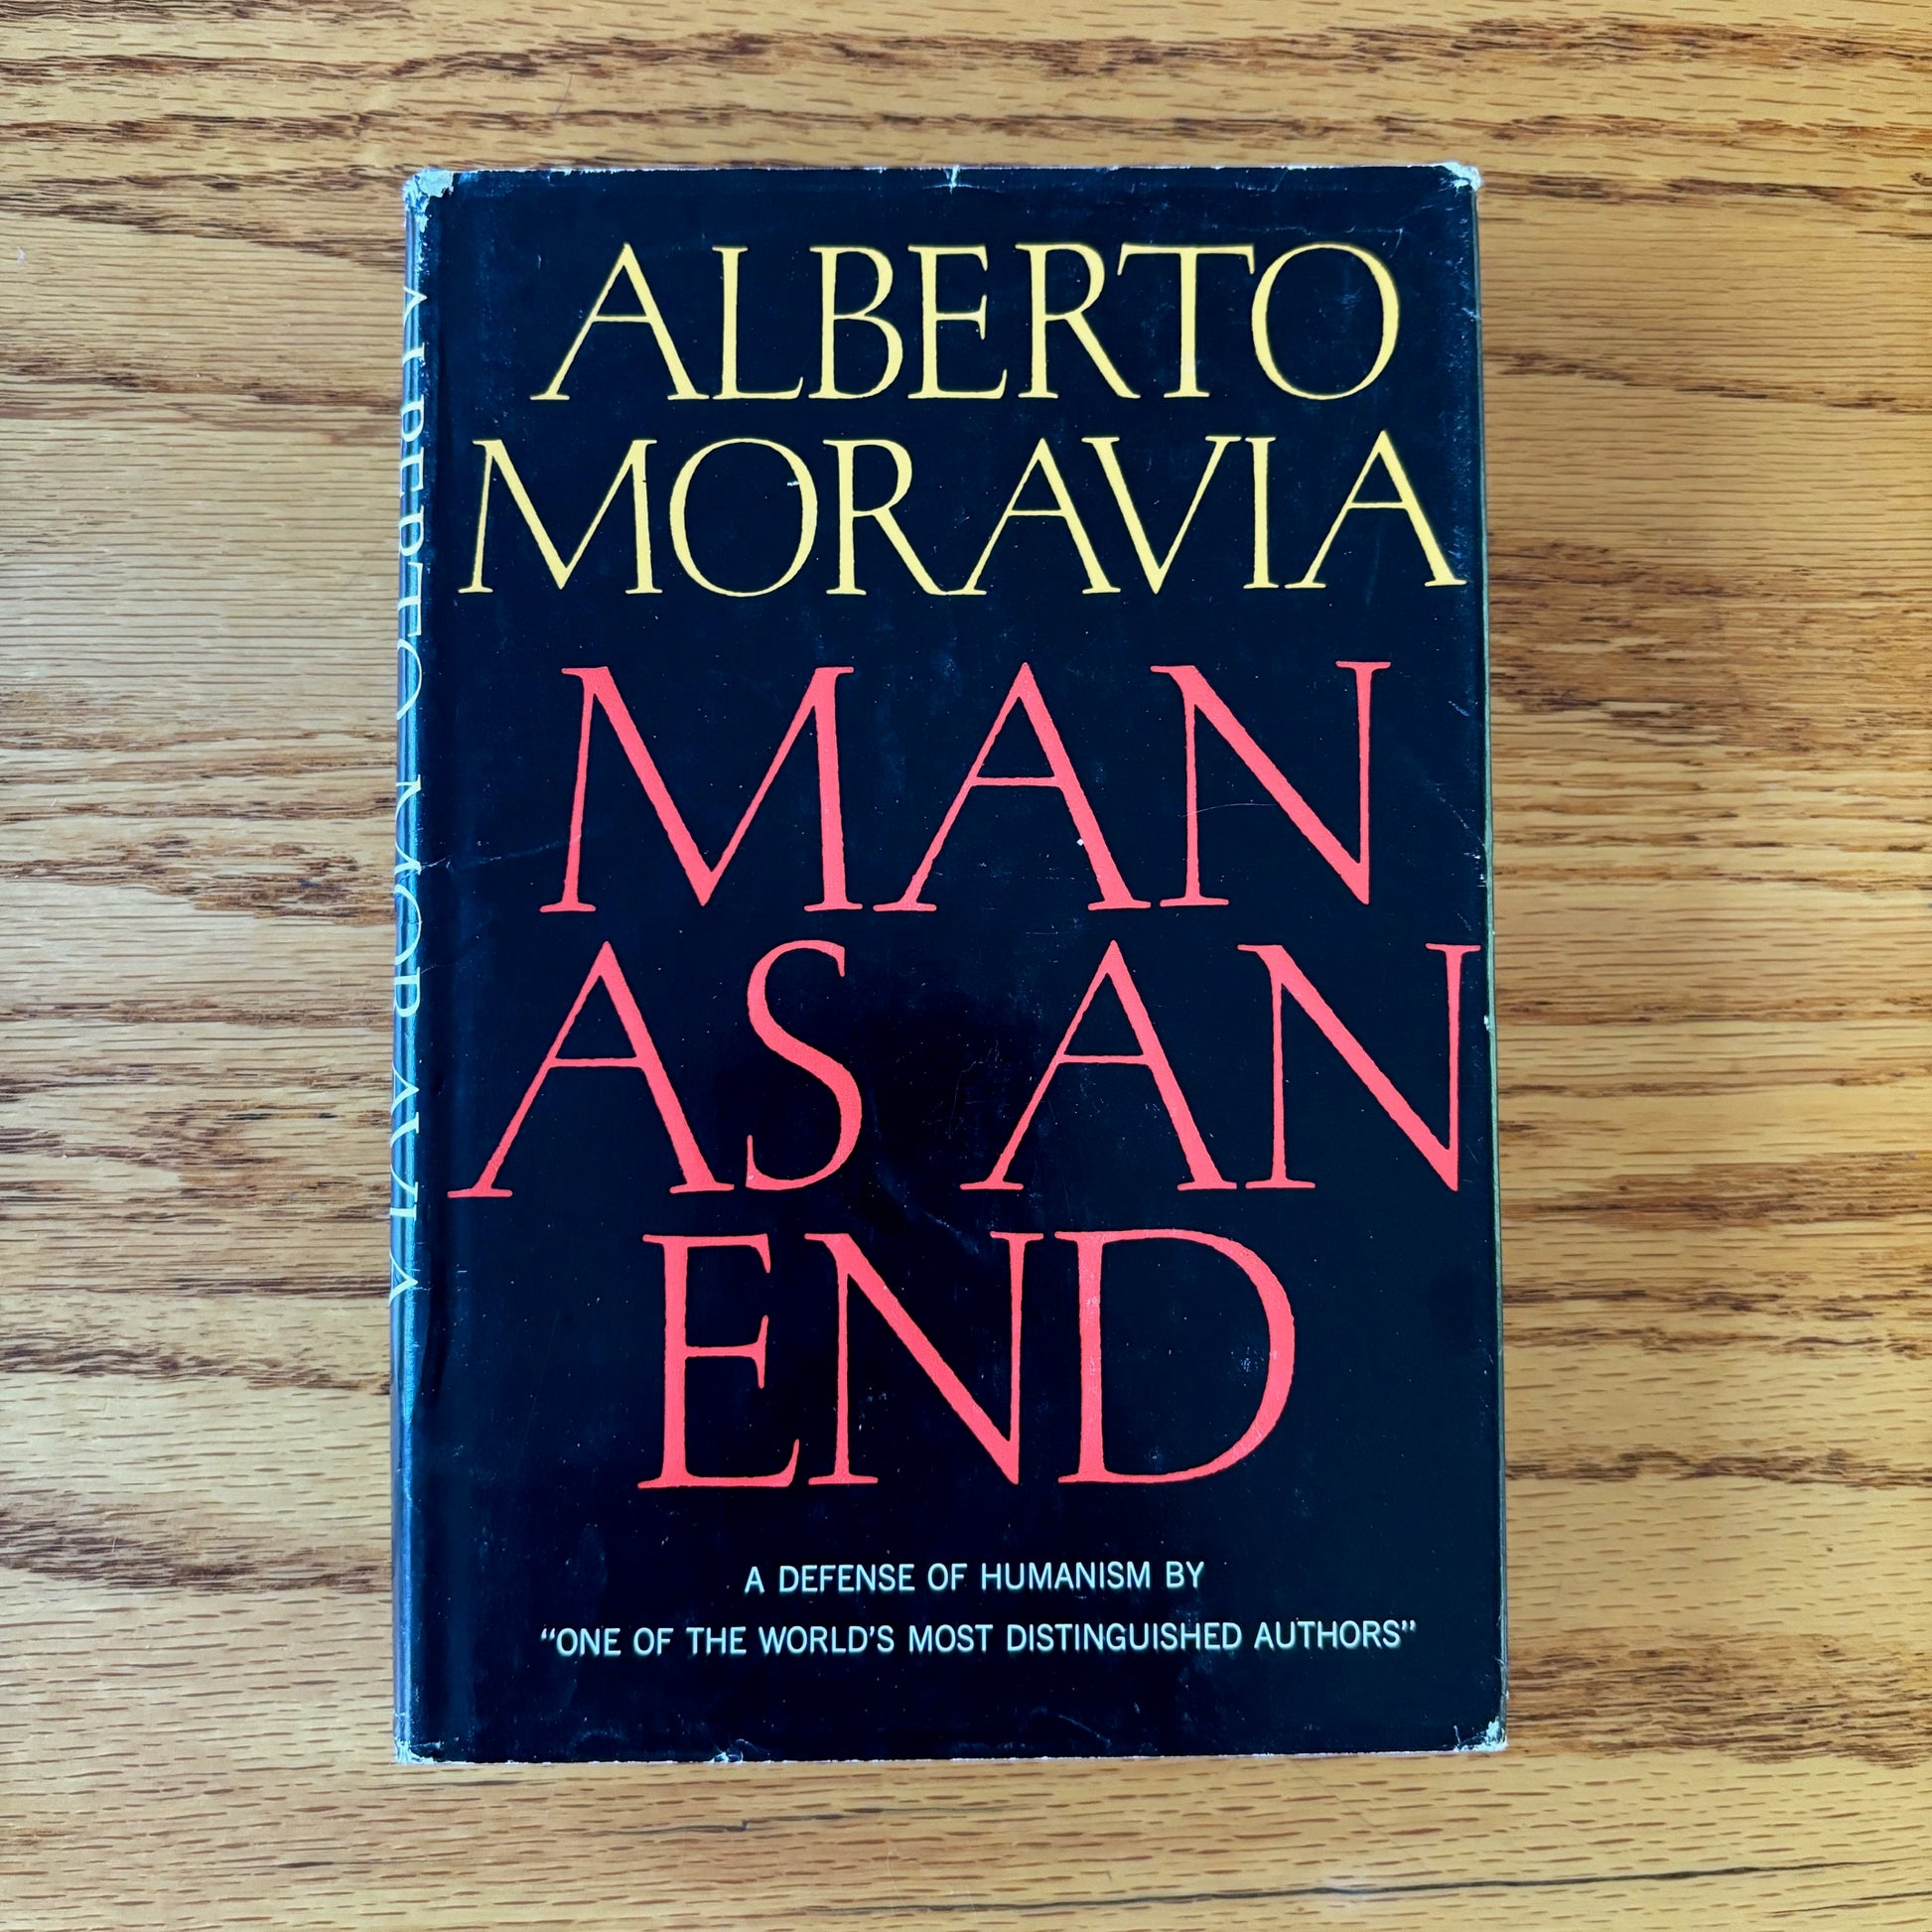 ALBERTO
MORAVIA
MAN
AS AN
END
A DEFENSE OF HUMANISM BY
“ONE OF THE WORLD’S MOST DISTINGUISHED AUTHORS”
ALBERTO MORAVIA